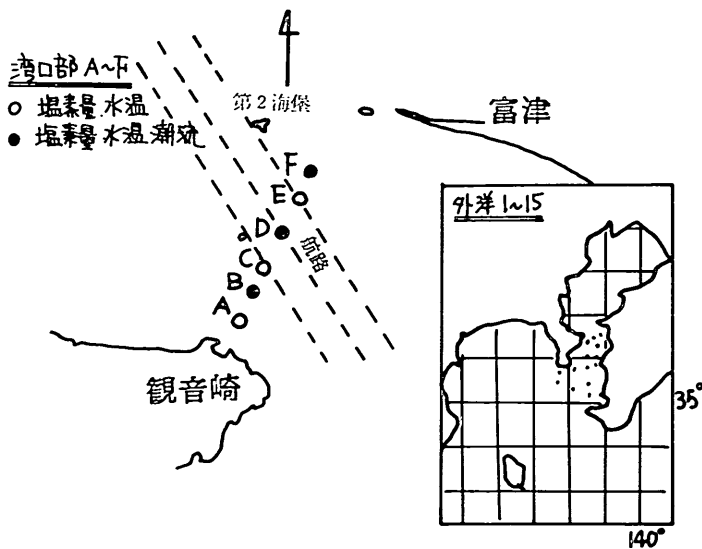 湾口部 A~F
○ 塩素量.水温
● 塩素量 水温 潮流
第2海堡
富津
F
E
D
C
B
A
航路
観音崎
外洋 1~15
35°
140°